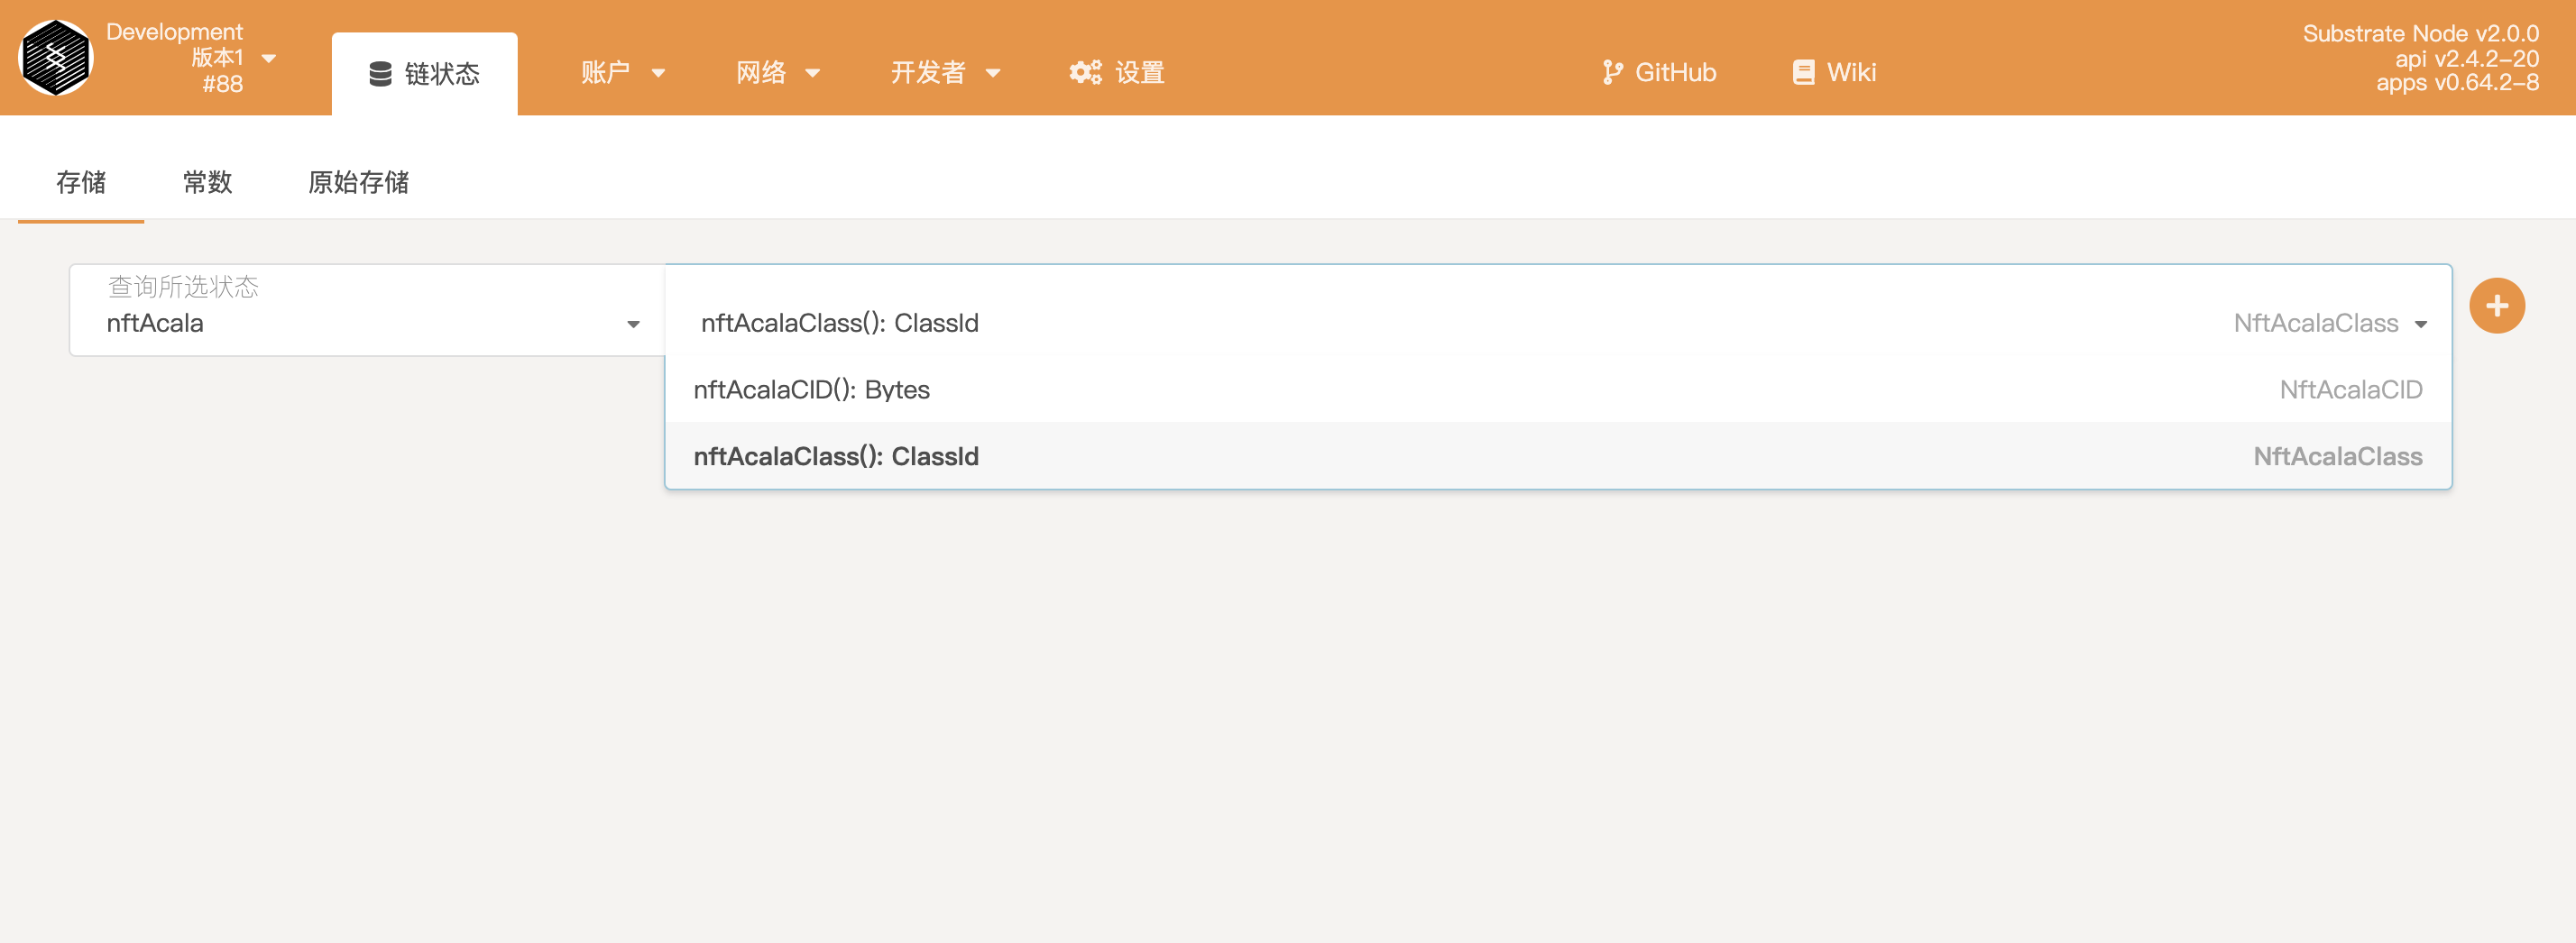 Development
版本1
#88
链状态
账户
网络
开发者
设置
GitHub
Wiki
Substrate Node v2.0.0
api v2.4.2-20
apps v0.64.2-8
存储
常数
原始存储
查询所选状态
nftAcala
nftAcalaClass(): ClassId
NftAcalaClass
nftAcalaCID(): Bytes
NftAcalaCID
nftAcalaClass(): ClassId
NftAcalaClass